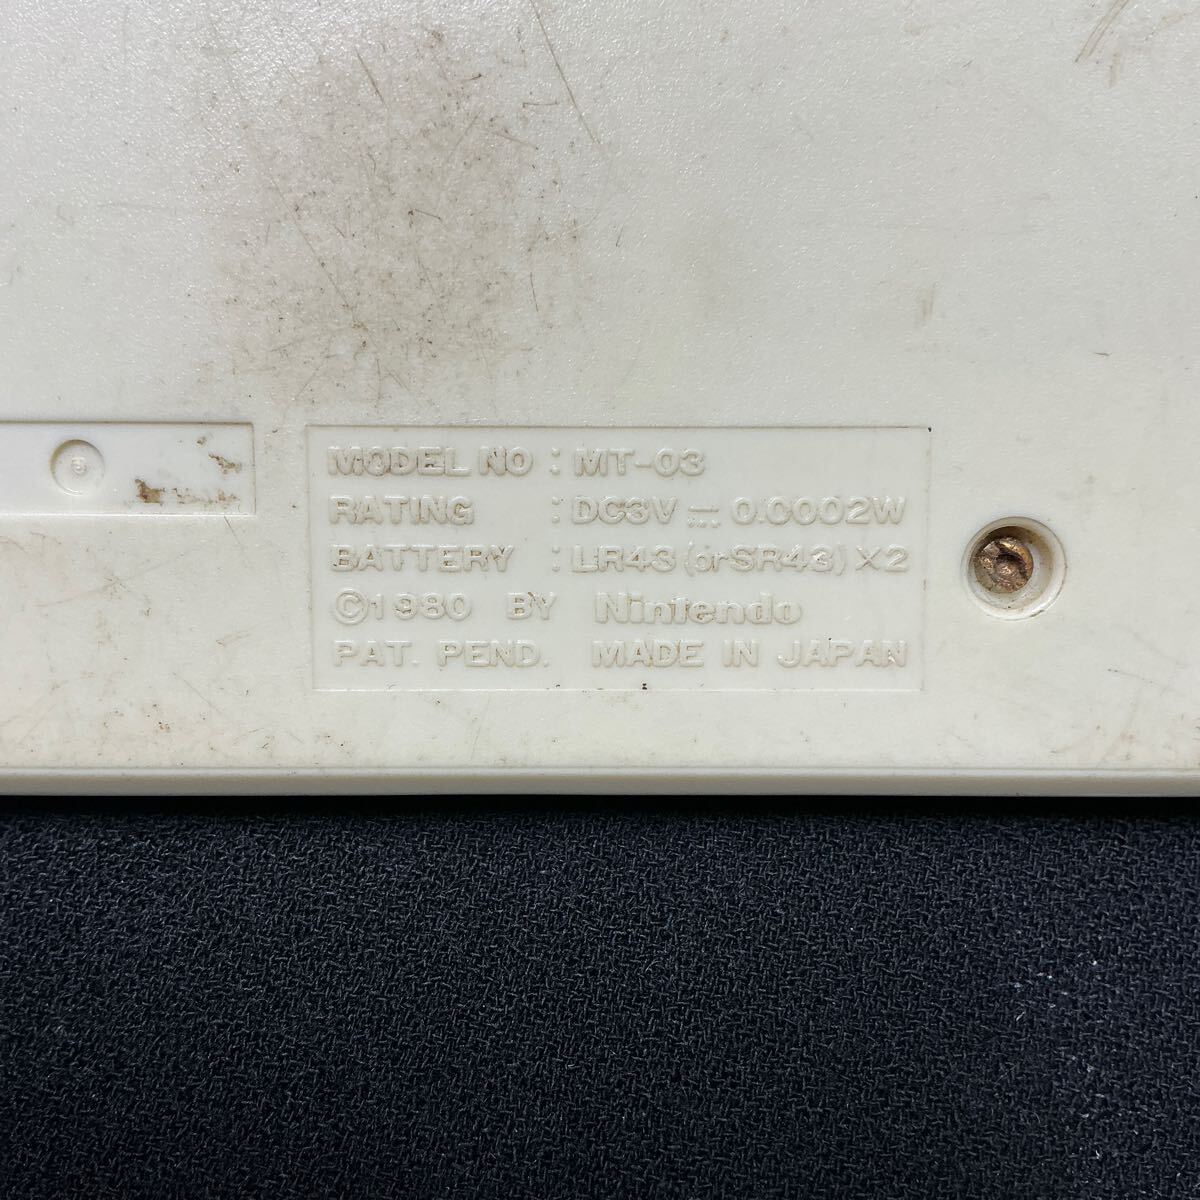 MODEL NO : MT-03
RATING : DC3V ⎓ 0.0002W
BATTERY : LR43 (or SR43) X2
©1980 BY Nintendo
PAT. PEND. MADE IN JAPAN